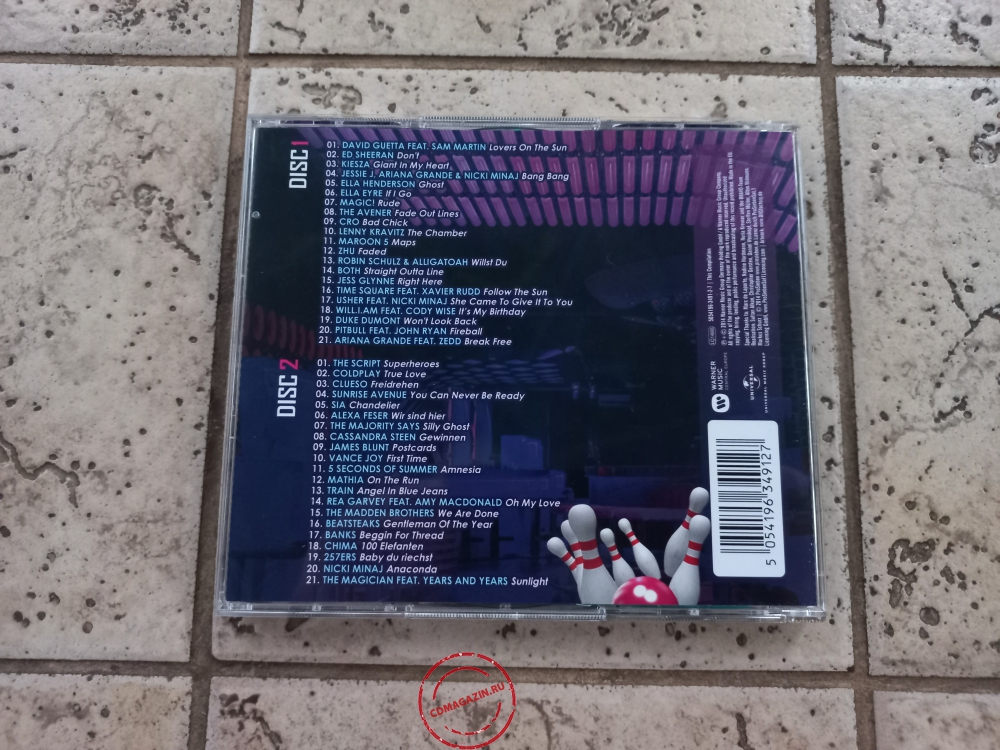 DISC 1
01. DAVID GUETTA FEAT. SAM MARTIN Lovers On The Sun
02. ED SHEERAN Don't
03. KIESZA Giant In My Heart
04. JESSIE J, ARIANA GRANDE & NICKI MINAJ Bang Bang
05. ELLA HENDERSON Ghost
06. ELLA EYRE If I Go
07. MAGIC! Rude
08. THE AVENER Fade Out Lines
09. CRO Bad Chick
10. LENNY KRAVITZ The Chamber
11. MAROON 5 Maps
12. ZHU Faded
13. ROBIN SCHULZ & ALLIGATOAH Willst Du
14. BOTH Straight Outta Line
15. JESS GLYNNE Right Here
16. TIME SQUARE FEAT. XAVIER RUDD Follow The Sun
17. USHER FEAT. NICKI MINAJ She Came To Give It To You
18. WILL.I.AM FEAT. CODY WISE It's My Birthday
19. DUKE DUMONT Won't Look Back
20. PITBULL FEAT. JOHN RYAN Fireball
21. ARIANA GRANDE FEAT. ZEDD Break Free
DISC 2
01. THE SCRIPT Superheroes
02. COLDPLAY True Love
03. CLUESO Freidrehen
04. SUNRISE AVENUE You Can Never Be Ready
05. SIA Chandelier
06. ALEXA FESER Wir sind hier
07. THE MAJORITY SAYS Silly Ghost
08. CASSANDRA STEEN Gewinnen
09. JAMES BLUNT Postcards
10. VANCE JOY First Time
11. 5 SECONDS OF SUMMER Amnesia
12. MATHIA On The Run
13. TRAIN Angel In Blue Jeans
14. REA GARVEY FEAT. AMY MACDONALD Oh My Love
15. THE MADDEN BROTHERS We Are Done
16. BEATSTEAKS Gentleman Of The Year
17. BANKS Beggin For Thread
18. CHIMA 100 Elefanten
19. 257ERS Baby du riechst
20. NICKI MINAJ Anaconda
21. THE MAGICIAN FEAT. YEARS AND YEARS Sunlight
WARNER
MUSIC
UNIVERSAL
UNIVERSAL MUSIC GROUP
5 054196 349127
CDMAGAZIN.RU